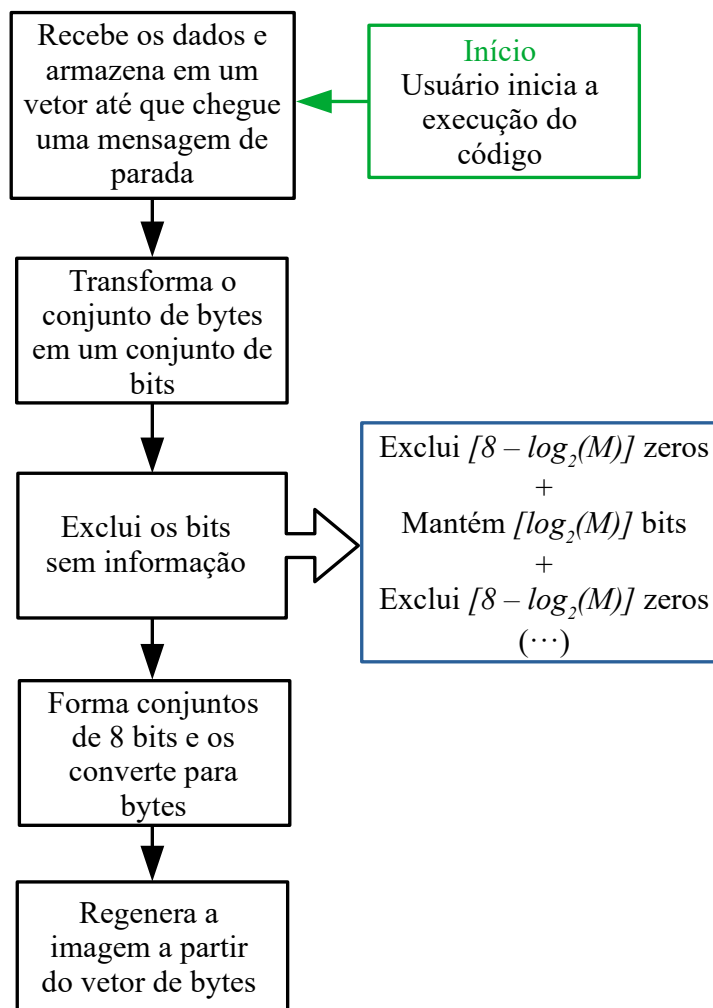 Início
Usuário inicia a
execução do
código
Recebe os dados e
armazena em um
vetor até que chegue
uma mensagem de
parada
Transforma o
conjunto de bytes
em um conjunto de
bits
Exclui os bits
sem informação
Exclui [8 – log₂(M)] zeros
+
Mantém [log₂(M)] bits
+
Exclui [8 – log₂(M)] zeros
(⋯)
Forma conjuntos
de 8 bits e os
converte para
bytes
Regenera a
imagem a partir
do vetor de bytes